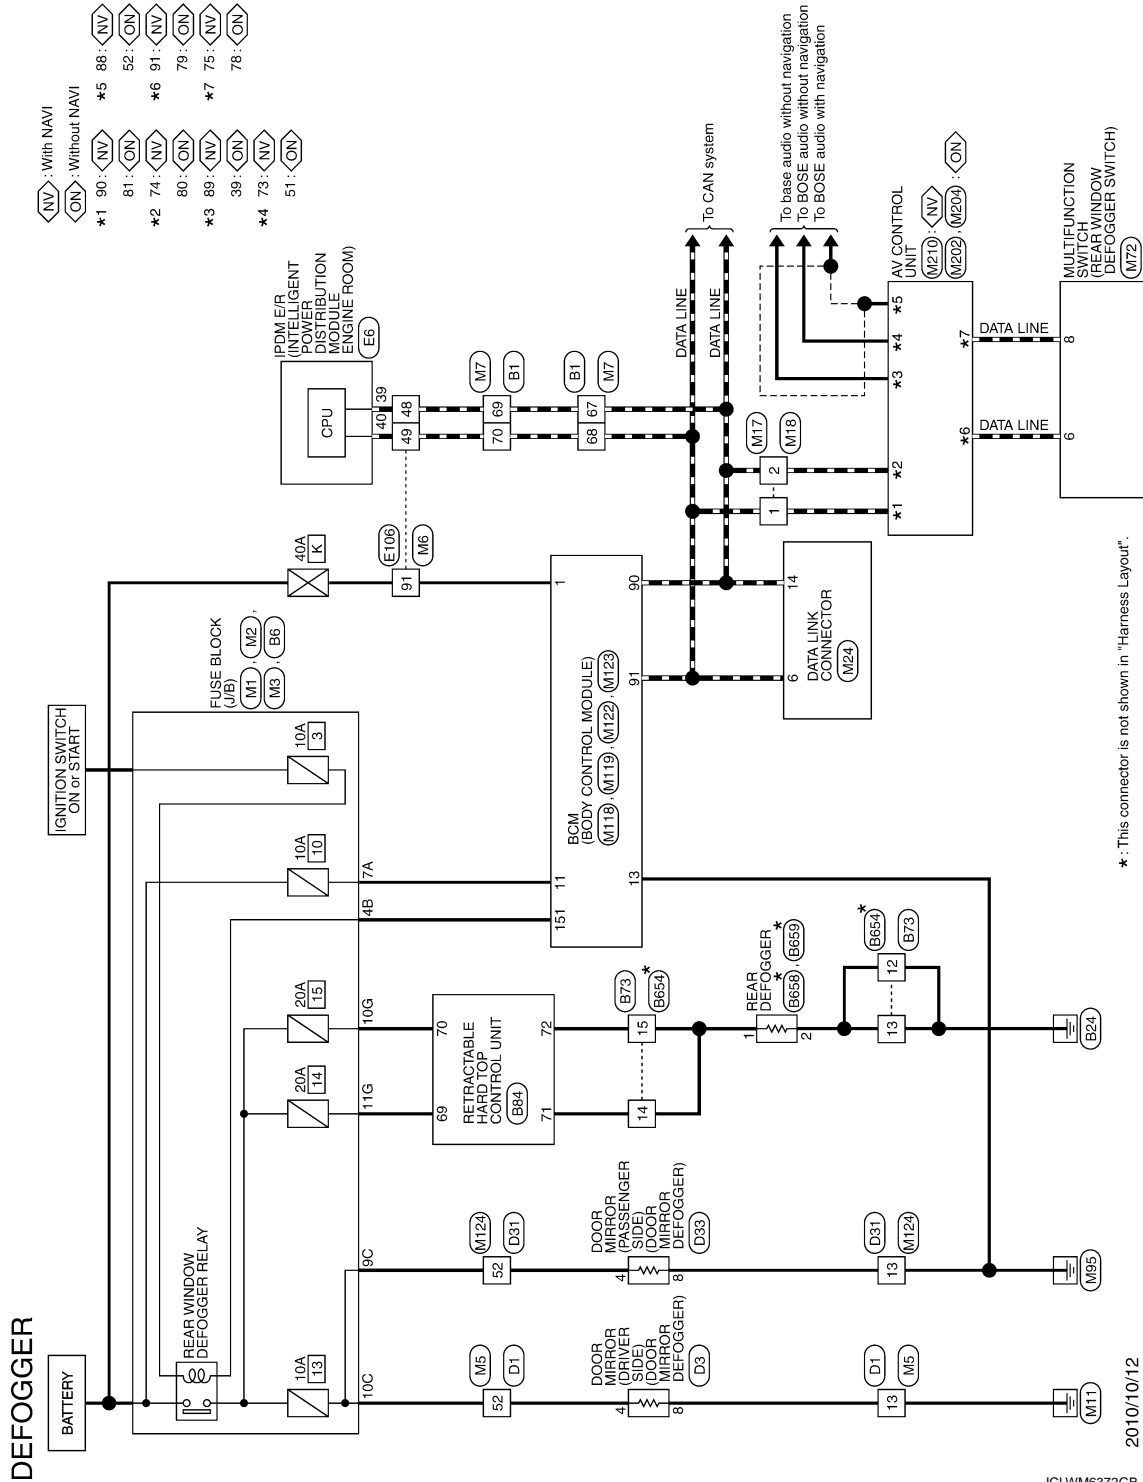 DEFOGGER
BATTERY
IGNITION SWITCH
ON or START
FUSE BLOCK
(J/B)
M1 , M2 ,
M3 , B6
REAR WINDOW
DEFOGGER RELAY
10A
13
20A
14
20A
15
10A
10
10A
3
40A
K
10C
9C
11G
10G
4B
7A
NV : With NAVI
ON : Without NAVI
*1 90 : NV
81 : ON
*2 74 : NV
80 : ON
*3 89 : NV
39 : ON
*4 73 : NV
51 : ON
*5 88 : NV
52 : ON
*6 91 : NV
79 : ON
*7 75 : NV
78 : ON
IPDM E/R
(INTELLIGENT
POWER
DISTRIBUTION
MODULE
ENGINE ROOM)
E6
CPU
40 39
49 48
E106
91
M6
M7
70 69
B1
B1
68 67
M7
M5
52
D1
M124
52
D31
69 70
RETRACTABLE
HARD TOP
CONTROL UNIT
B84
71 72
151 11 1
BCM
(BODY CONTROL MODULE)
M118 , M119 , M122 , M123
13 91 90
DATA LINE
DATA LINE
To CAN system
DOOR
MIRROR
(DRIVER
SIDE)
(DOOR
MIRROR
DEFOGGER)
D3
4
8
DOOR
MIRROR
(PASSENGER
SIDE)
(DOOR
MIRROR
DEFOGGER)
D33
4
8
B73
14 15
B654 *
REAR
DEFOGGER
* *
B658 , B659
1
2
6 14
DATA LINK
CONNECTOR
M24
M17
1 2
M18
To base audio without navigation
To BOSE audio without navigation
To BOSE audio with navigation
*1 *2 *3 *4 *5
AV CONTROL
UNIT
M210 : NV
M202 , M204 : ON
*6 *7
DATA LINE DATA LINE
D1
13
M5
D31
13
M124
B654 *
13 12
B73
6 8
MULTIFUNCTION
SWITCH
(REAR WINDOW
DEFOGGER SWITCH)
M72
M11
M95
B24
* : This connector is not shown in "Harness Layout".
2010/10/12
JCLWM6372GB